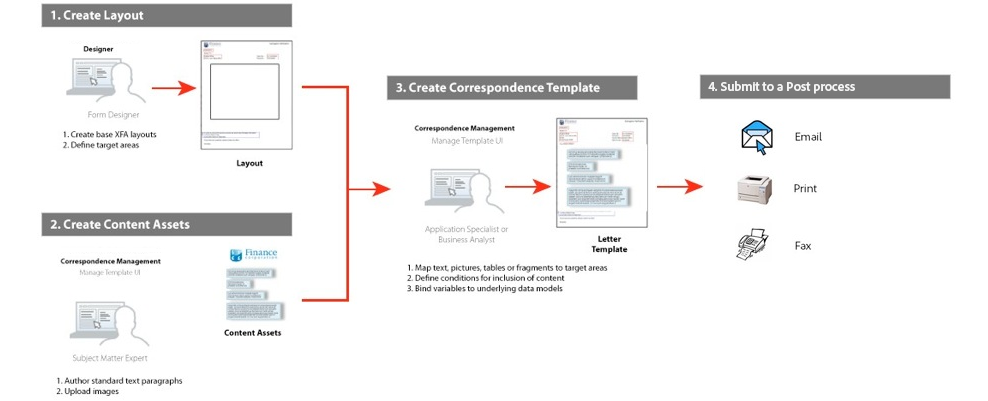 1. Create Layout
Designer
Form Designer
1. Create base XFA layouts
2. Define target areas
Layout
2. Create Content Assets
Correspondence Management
Manage Template UI
Subject Matter Expert
1. Author standard text paragraphs
2. Upload images
Finance
corporation
Content Assets
3. Create Correspondence Template
Correspondence Management
Manage Template UI
Application Specialist or
Business Analyst
Letter
Template
1. Map text, pictures, tables or fragments to target areas
2. Define conditions for inclusion of content
3. Bind variables to underlying data models
4. Submit to a Post process
Email
Print
Fax